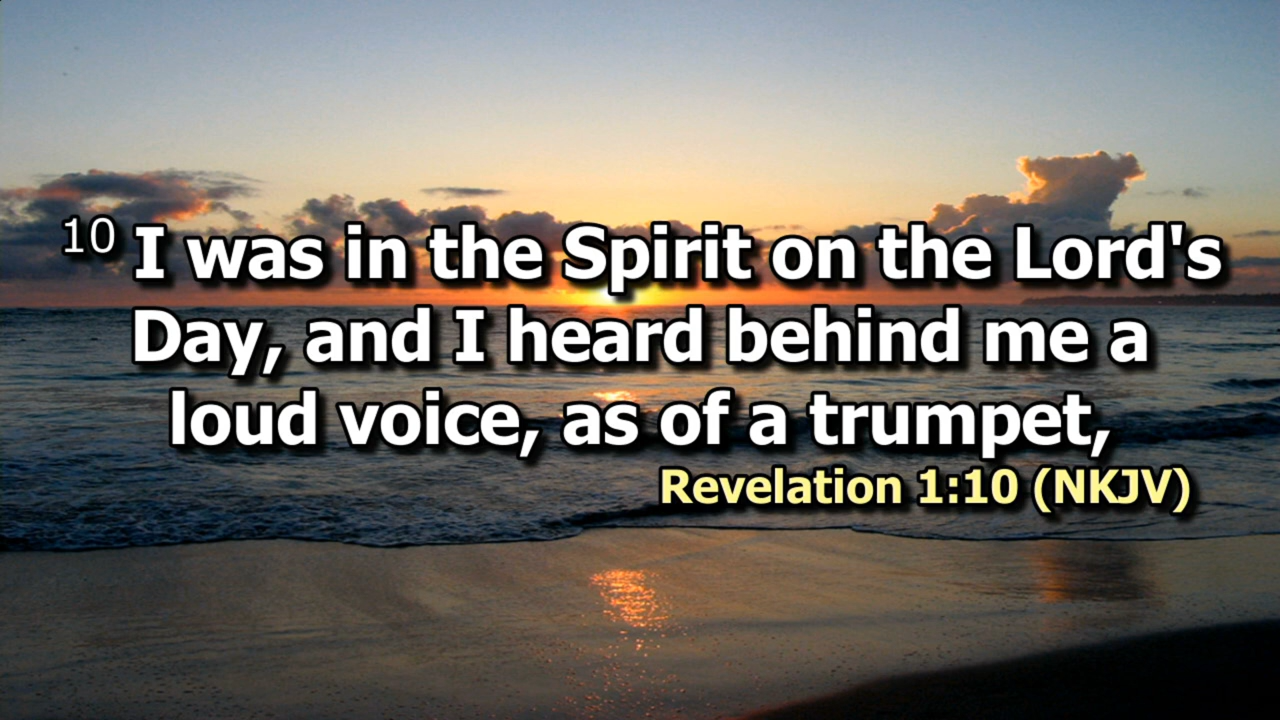 10 I was in the Spirit on the Lord's
Day, and I heard behind me a
loud voice, as of a trumpet,
Revelation 1:10 (NKJV)